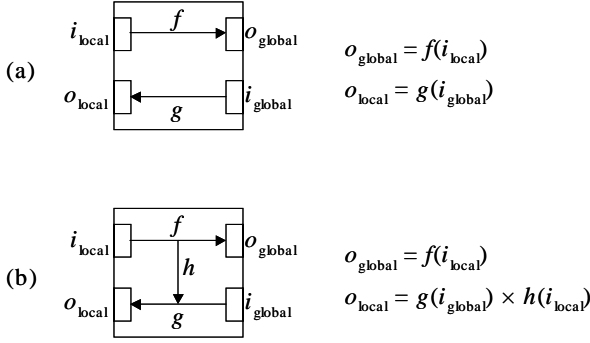 i_local f o_global o_global = f(i_local)
(a)
o_local g i_global o_local = g(i_global)
i_local f o_global o_global = f(i_local)
(b) h
o_local g i_global o_local = g(i_global) × h(i_local)